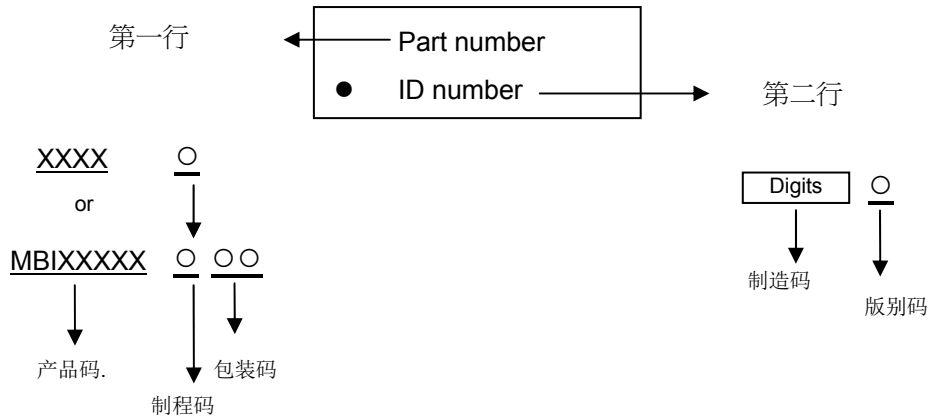 第一行
Part number
● ID number
第二行
XXXX ○
or
MBIXXXXX ○ ○○
Digits ○
制造码
版别码
产品码.
包装码
制程码